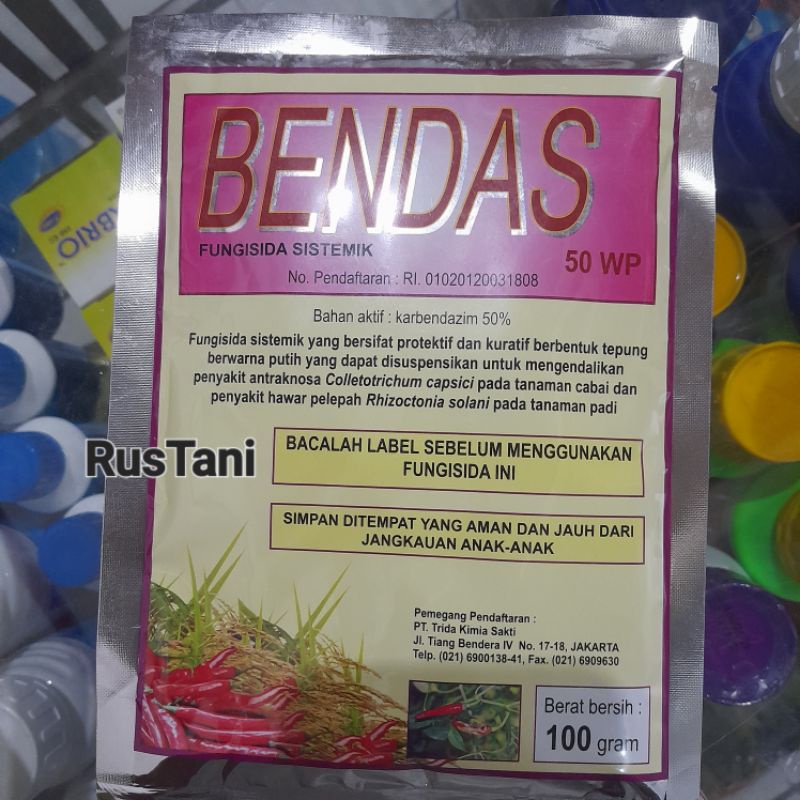 BENDAS
FUNGISIDA SISTEMIK
50 WP
No. Pendaftaran : RI. 01020120031808
Bahan aktif : karbendazim 50%
Fungisida sistemik yang bersifat protektif dan kuratif berbentuk tepung
berwarna putih yang dapat disuspensikan untuk mengendalikan
penyakit antraknosa Colletotrichum capsici pada tanaman cabai dan
penyakit hawar pelepah Rhizoctonia solani pada tanaman padi
RusTani
BACALAH LABEL SEBELUM MENGGUNAKAN
FUNGISIDA INI
SIMPAN DITEMPAT YANG AMAN DAN JAUH DARI
JANGKAUAN ANAK-ANAK
Pemegang Pendaftaran :
PT. Trida Kimia Sakti
Jl. Tiang Bendera IV No. 17-18, JAKARTA
Telp. (021) 6900138-41, Fax. (021) 6909630
Berat bersih :
100 gram